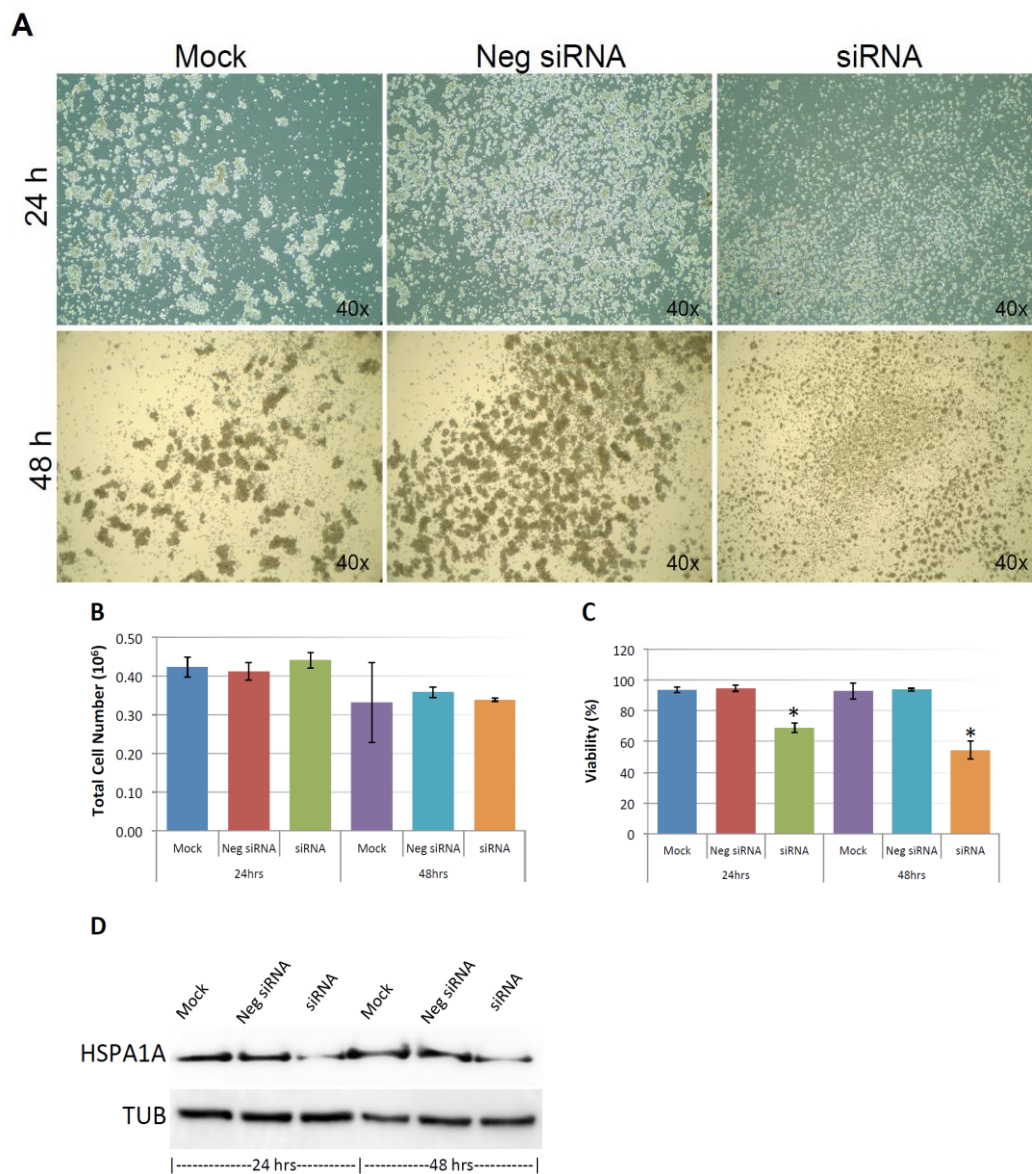 A
Mock Neg siRNA siRNA
24 h
40x 40x 40x
48 h
40x 40x 40x
B
Total Cell Number (10⁶)
0.50
0.40
0.30
0.20
0.10
0.00
Mock Neg siRNA siRNA Mock Neg siRNA siRNA
24hrs 48hrs
C
Viability (%)
120
100
80
60
40
20
0
* *
Mock Neg siRNA siRNA Mock Neg siRNA siRNA
24hrs 48hrs
D
Mock Neg siRNA siRNA Mock Neg siRNA siRNA
HSPA1A
TUB
|-------------24 hrs-----------|-----------48 hrs-----------|